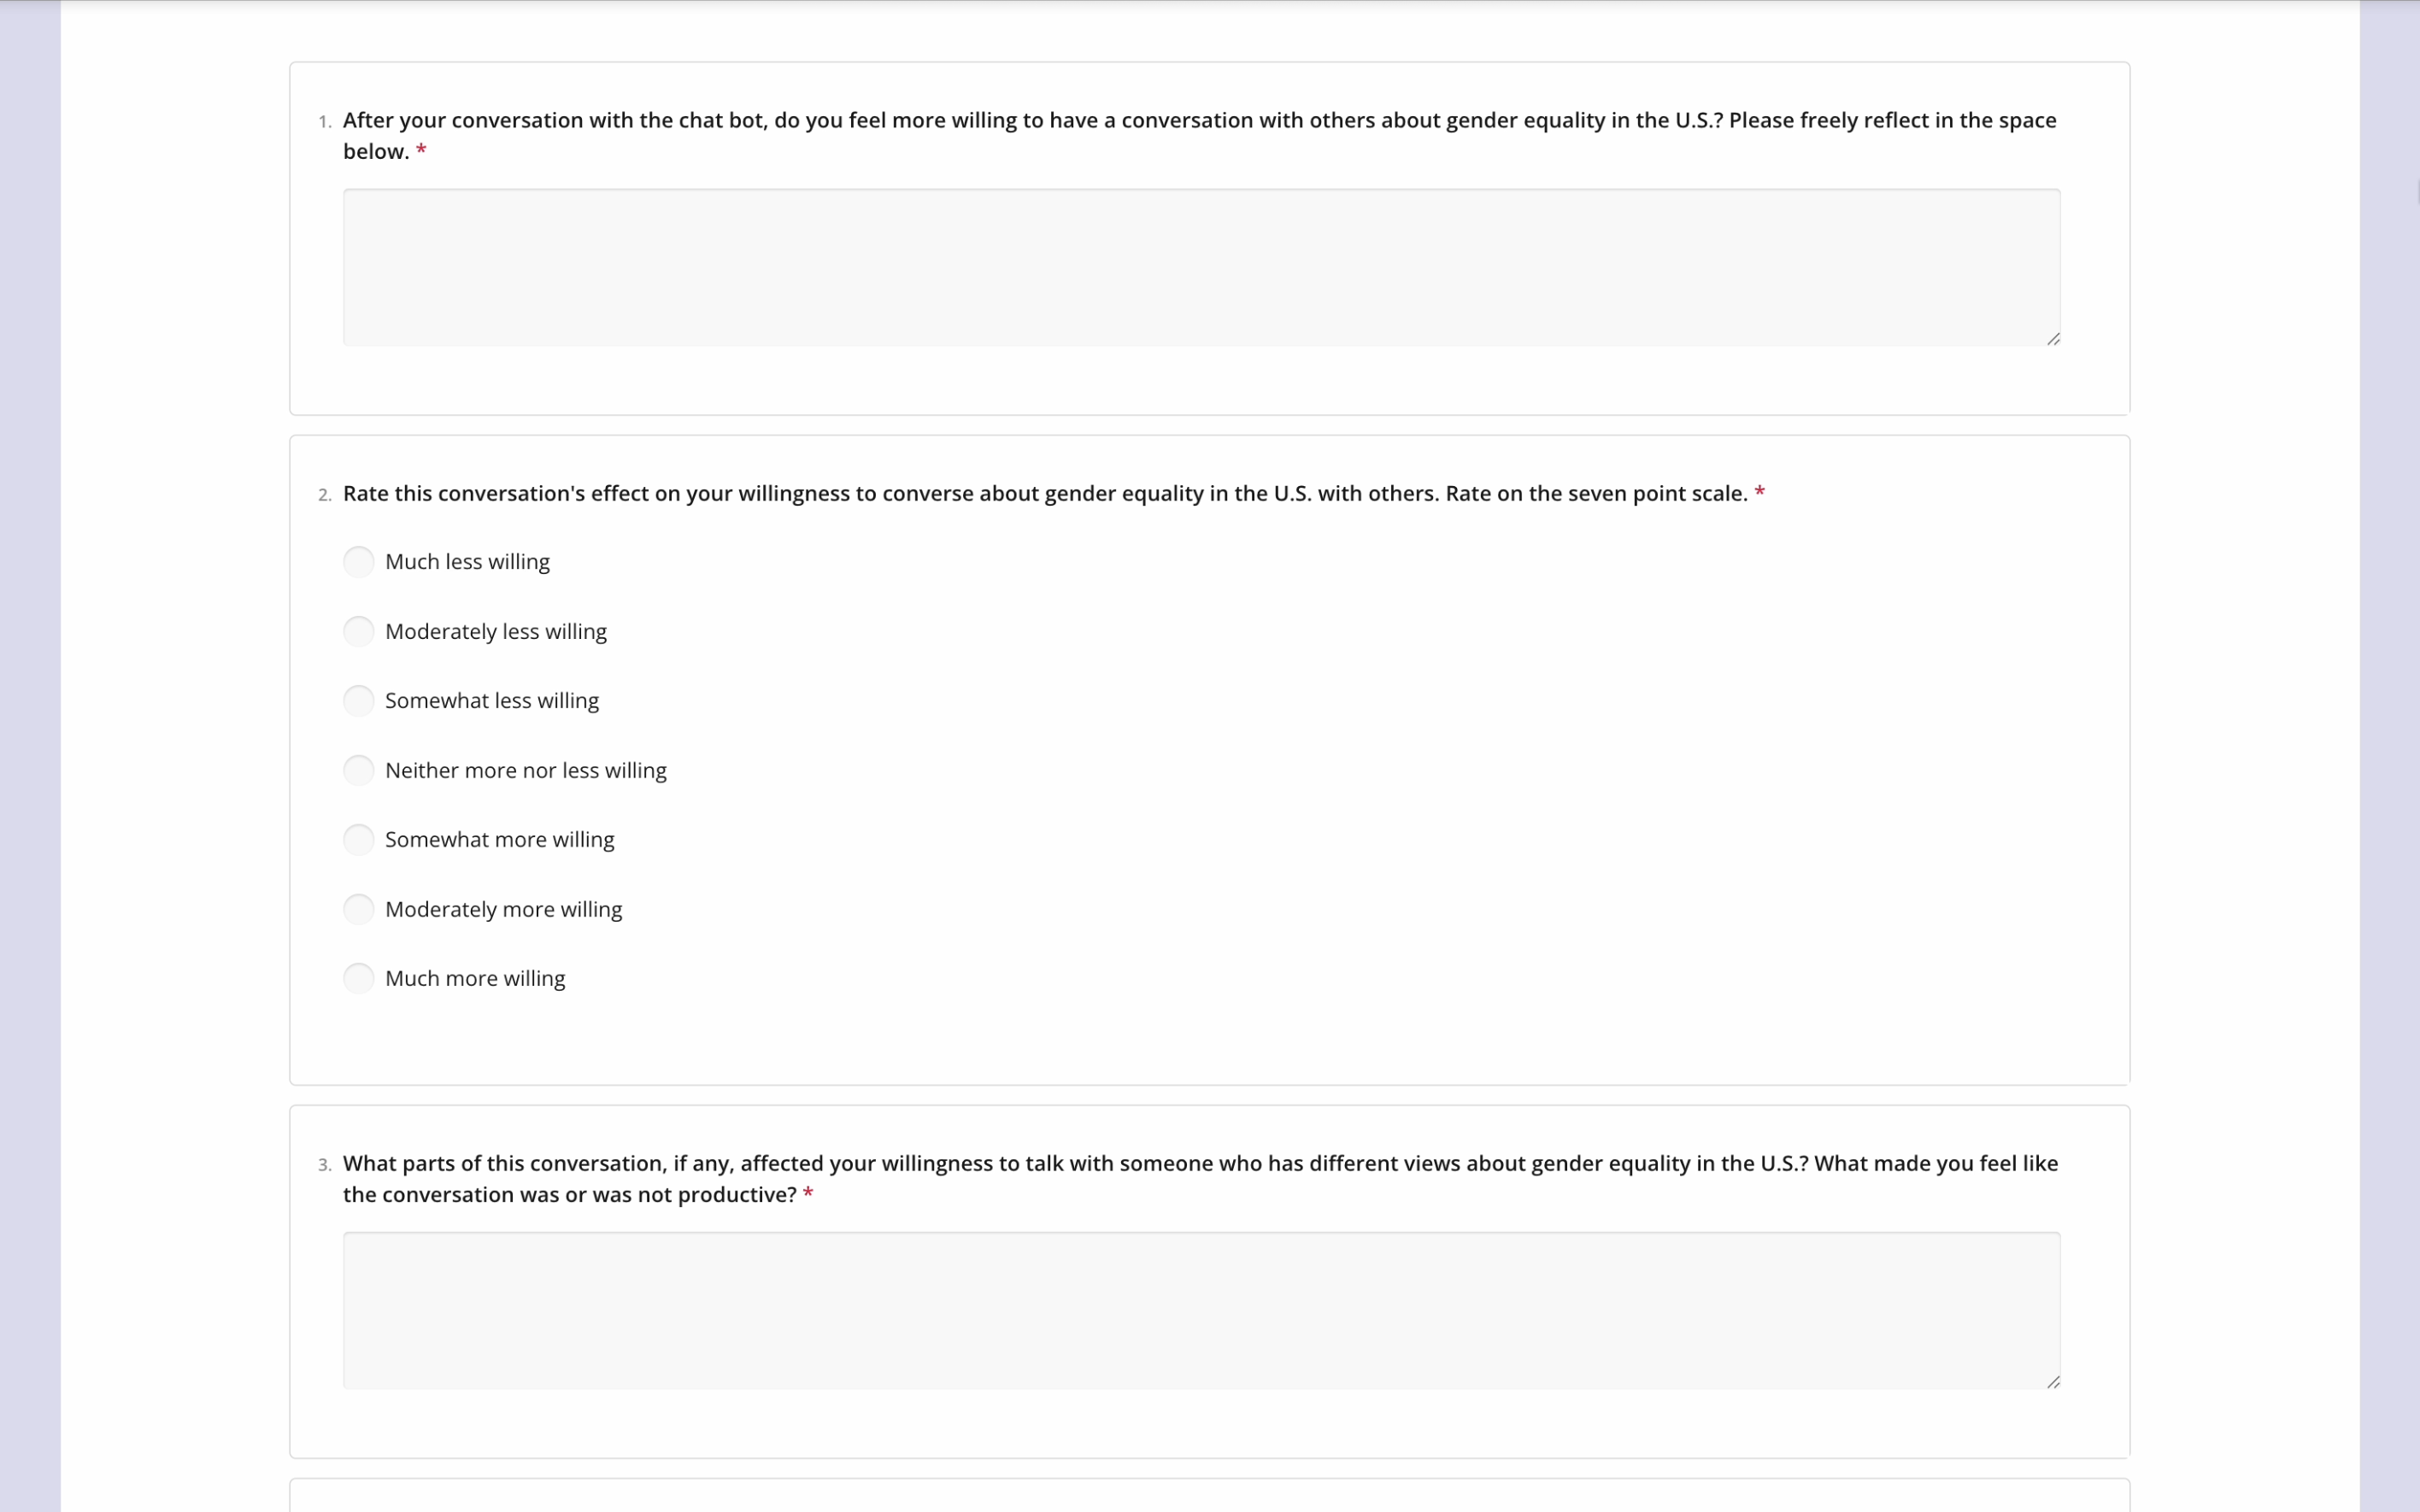 1. After your conversation with the chat bot, do you feel more willing to have a conversation with others about gender equality in the U.S.? Please freely reflect in the space
below. *
2. Rate this conversation's effect on your willingness to converse about gender equality in the U.S. with others. Rate on the seven point scale. *
Much less willing
Moderately less willing
Somewhat less willing
Neither more nor less willing
Somewhat more willing
Moderately more willing
Much more willing
3. What parts of this conversation, if any, affected your willingness to talk with someone who has different views about gender equality in the U.S.? What made you feel like
the conversation was or was not productive? *